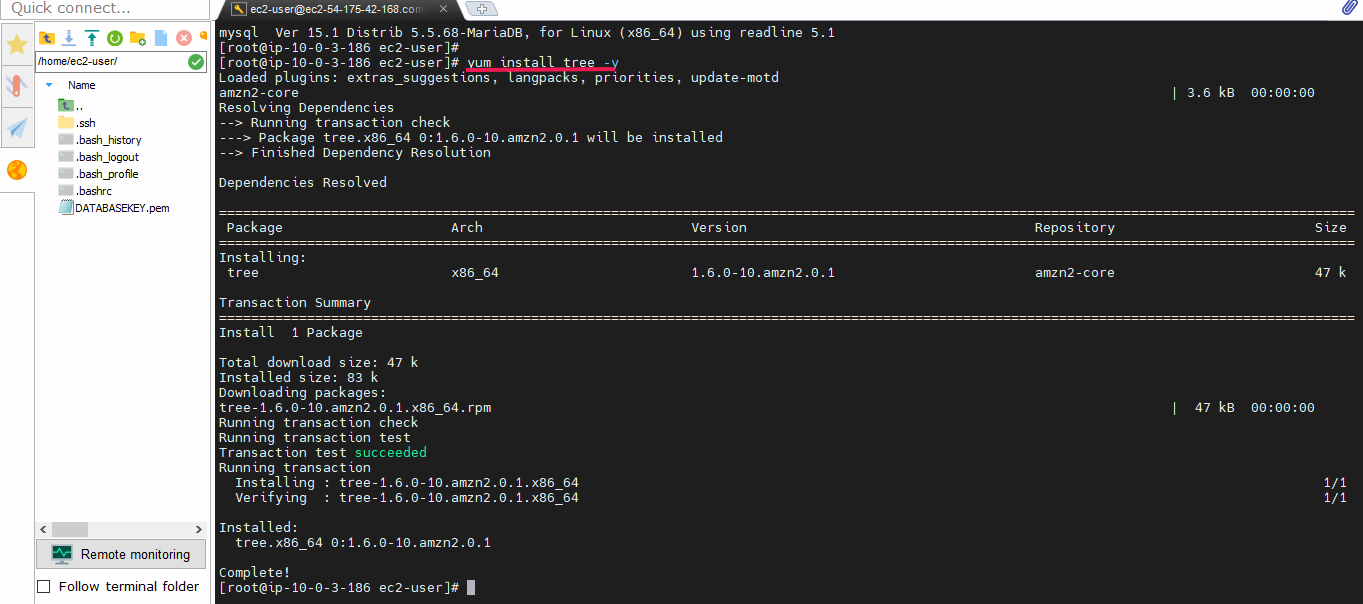 Quick connect...
ec2-user@ec2-54-175-42-168.com
/home/ec2-user/
Name
..
.ssh
.bash_history
.bash_logout
.bash_profile
.bashrc
DATABASEKEY.pem
Remote monitoring
Follow terminal folder
mysql  Ver 15.1 Distrib 5.5.68-MariaDB, for Linux (x86_64) using readline 5.1
[root@ip-10-0-3-186 ec2-user]#
[root@ip-10-0-3-186 ec2-user]# yum install tree -y
Loaded plugins: extras_suggestions, langpacks, priorities, update-motd
amzn2-core | 3.6 kB  00:00:00
Resolving Dependencies
--> Running transaction check
---> Package tree.x86_64 0:1.6.0-10.amzn2.0.1 will be installed
--> Finished Dependency Resolution
Dependencies Resolved
Package Arch Version Repository Size
Installing:
tree x86_64 1.6.0-10.amzn2.0.1 amzn2-core 47 k
Transaction Summary
Install  1 Package
Total download size: 47 k
Installed size: 83 k
Downloading packages:
tree-1.6.0-10.amzn2.0.1.x86_64.rpm |  47 kB  00:00:00
Running transaction check
Running transaction test
Transaction test succeeded
Running transaction
Installing : tree-1.6.0-10.amzn2.0.1.x86_64 1/1
Verifying  : tree-1.6.0-10.amzn2.0.1.x86_64 1/1
Installed:
tree.x86_64 0:1.6.0-10.amzn2.0.1
Complete!
[root@ip-10-0-3-186 ec2-user]#